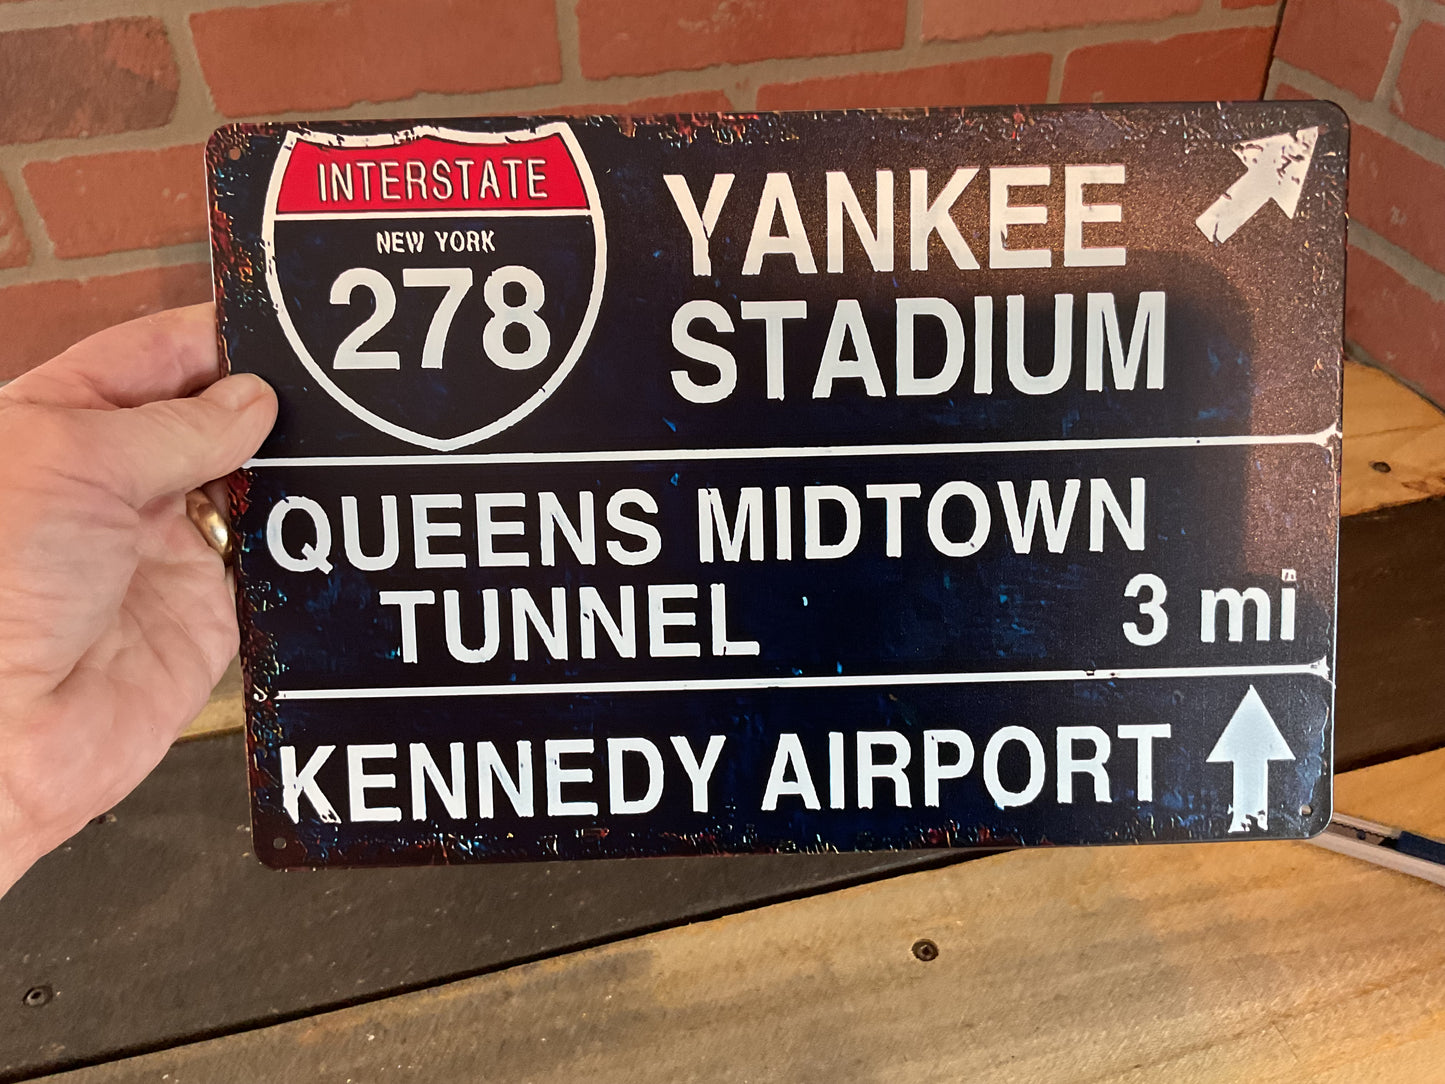 INTERSTATE
NEW YORK
278
YANKEE
STADIUM
QUEENS MIDTOWN
TUNNEL 3 mi
KENNEDY AIRPORT